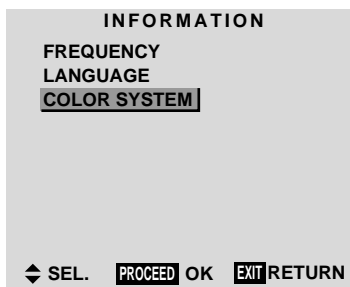 INFORMATION
FREQUENCY
LANGUAGE
COLOR SYSTEM
SEL. PROCEED OK EXIT RETURN